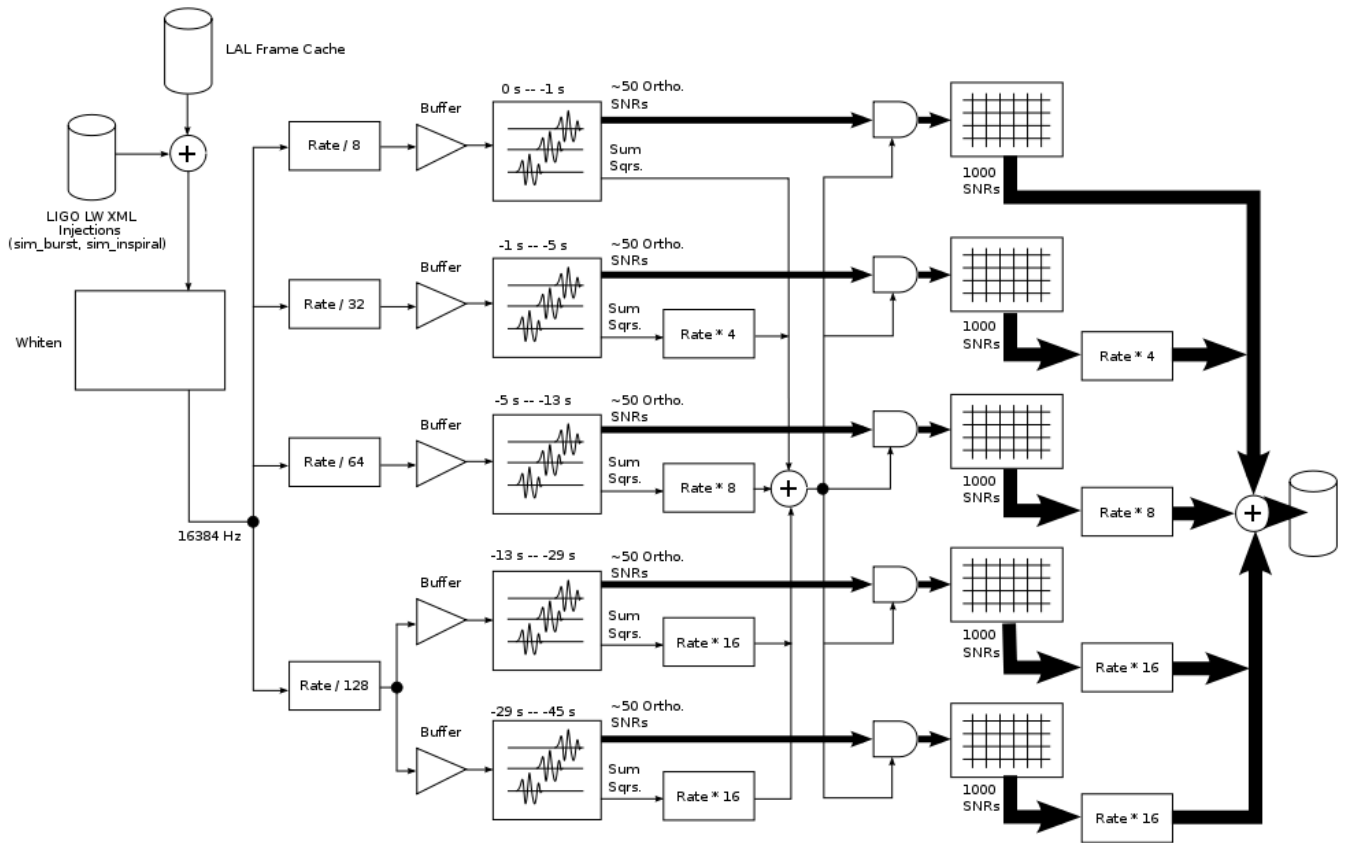 LAL Frame Cache
LIGO LW XML
Injections
(sim_burst, sim_inspiral)
Whiten
16384 Hz
Rate / 8
Buffer
0 s -- -1 s
~50 Ortho.
SNRs
Sum
Sqrs.
1000
SNRs
Rate / 32
Buffer
-1 s -- -5 s
~50 Ortho.
SNRs
Sum
Sqrs.
Rate * 4
1000
SNRs
Rate * 4
Rate / 64
Buffer
-5 s -- -13 s
~50 Ortho.
SNRs
Sum
Sqrs.
Rate * 8
1000
SNRs
Rate * 8
Rate / 128
Buffer
-13 s -- -29 s
~50 Ortho.
SNRs
Sum
Sqrs.
Rate * 16
1000
SNRs
Rate * 16
Buffer
-29 s -- -45 s
~50 Ortho.
SNRs
Sum
Sqrs.
Rate * 16
1000
SNRs
Rate * 16